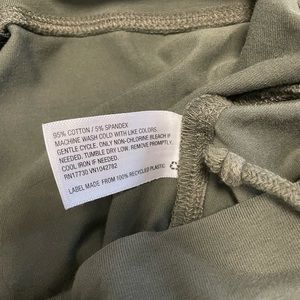 95% COTTON / 5% SPANDEX
MACHINE WASH COLD WITH LIKE COLORS.
GENTLE CYCLE. ONLY NON-CHLORINE BLEACH IF
NEEDED. TUMBLE DRY LOW. REMOVE PROMPTLY.
COOL IRON IF NEEDED.
RN17730 VN1042782
LABEL MADE FROM 100% RECYCLED PLASTIC